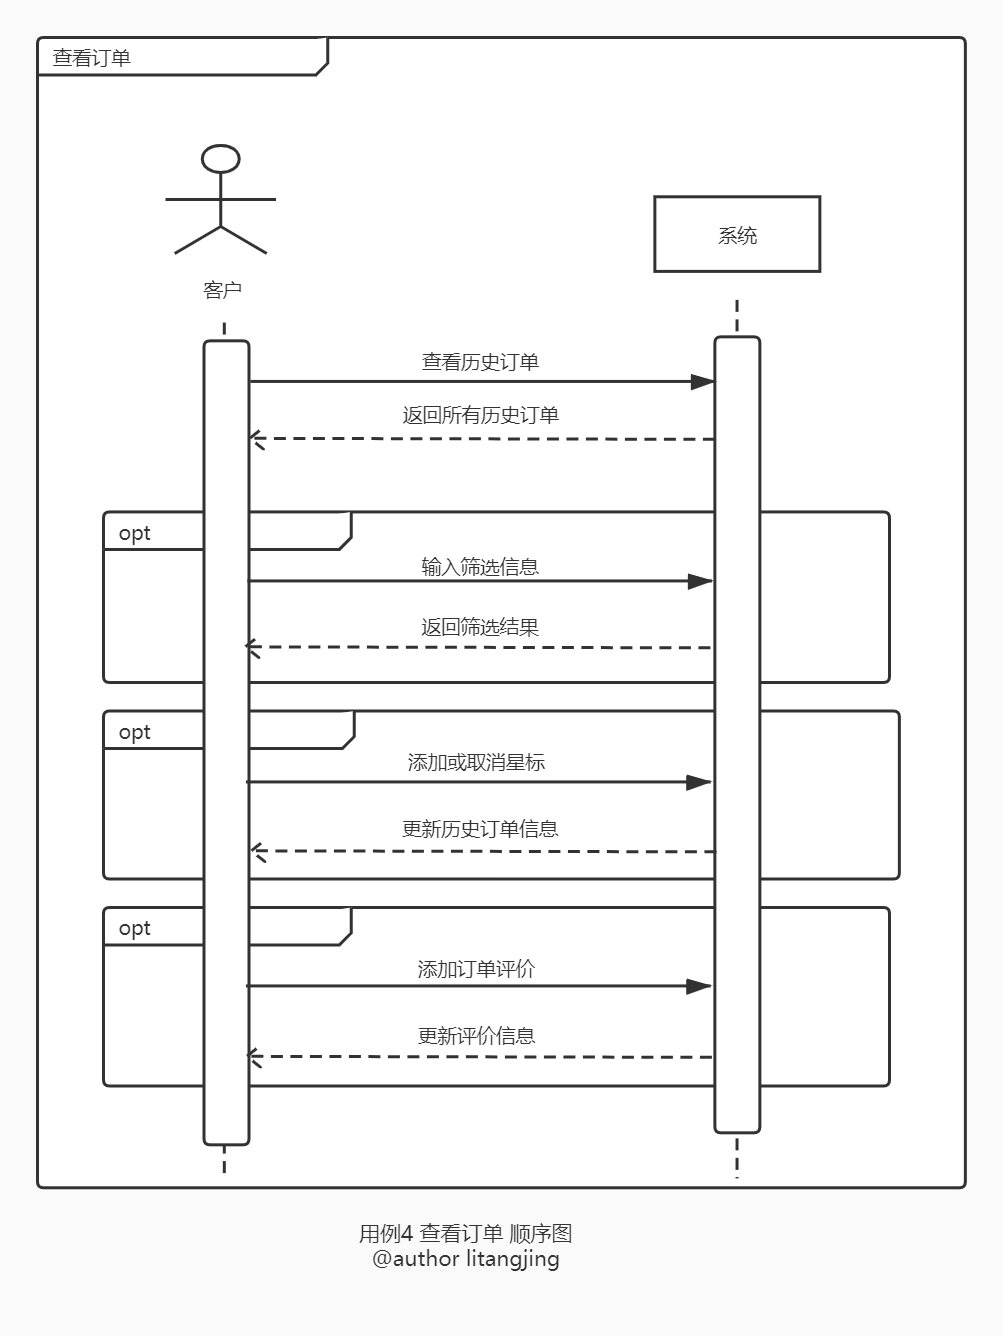 查看订单
系统
客户
查看历史订单
返回所有历史订单
opt
输入筛选信息
返回筛选结果
opt
添加或取消星标
更新历史订单信息
opt
添加订单评价
更新评价信息
用例4 查看订单 顺序图
@author litangjing